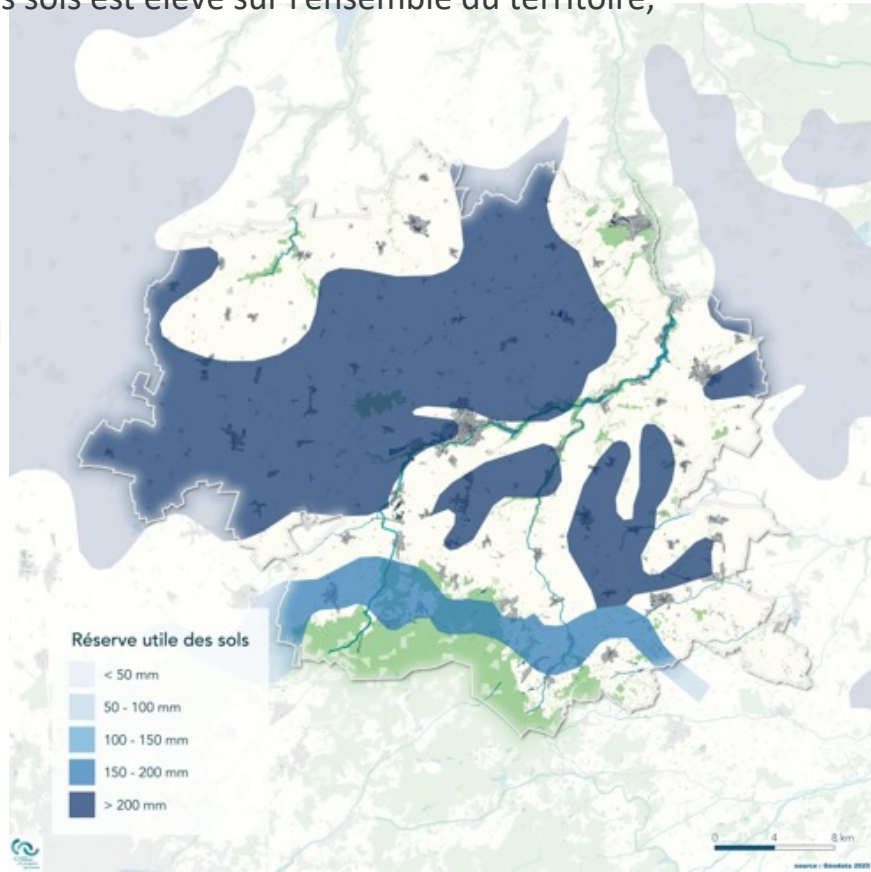 s sols est élevé sur l'ensemble du territoire,
Réserve utile des sols
< 50 mm
50 - 100 mm
100 - 150 mm
150 - 200 mm
> 200 mm
0 4 8 km
source : Géodata 2025